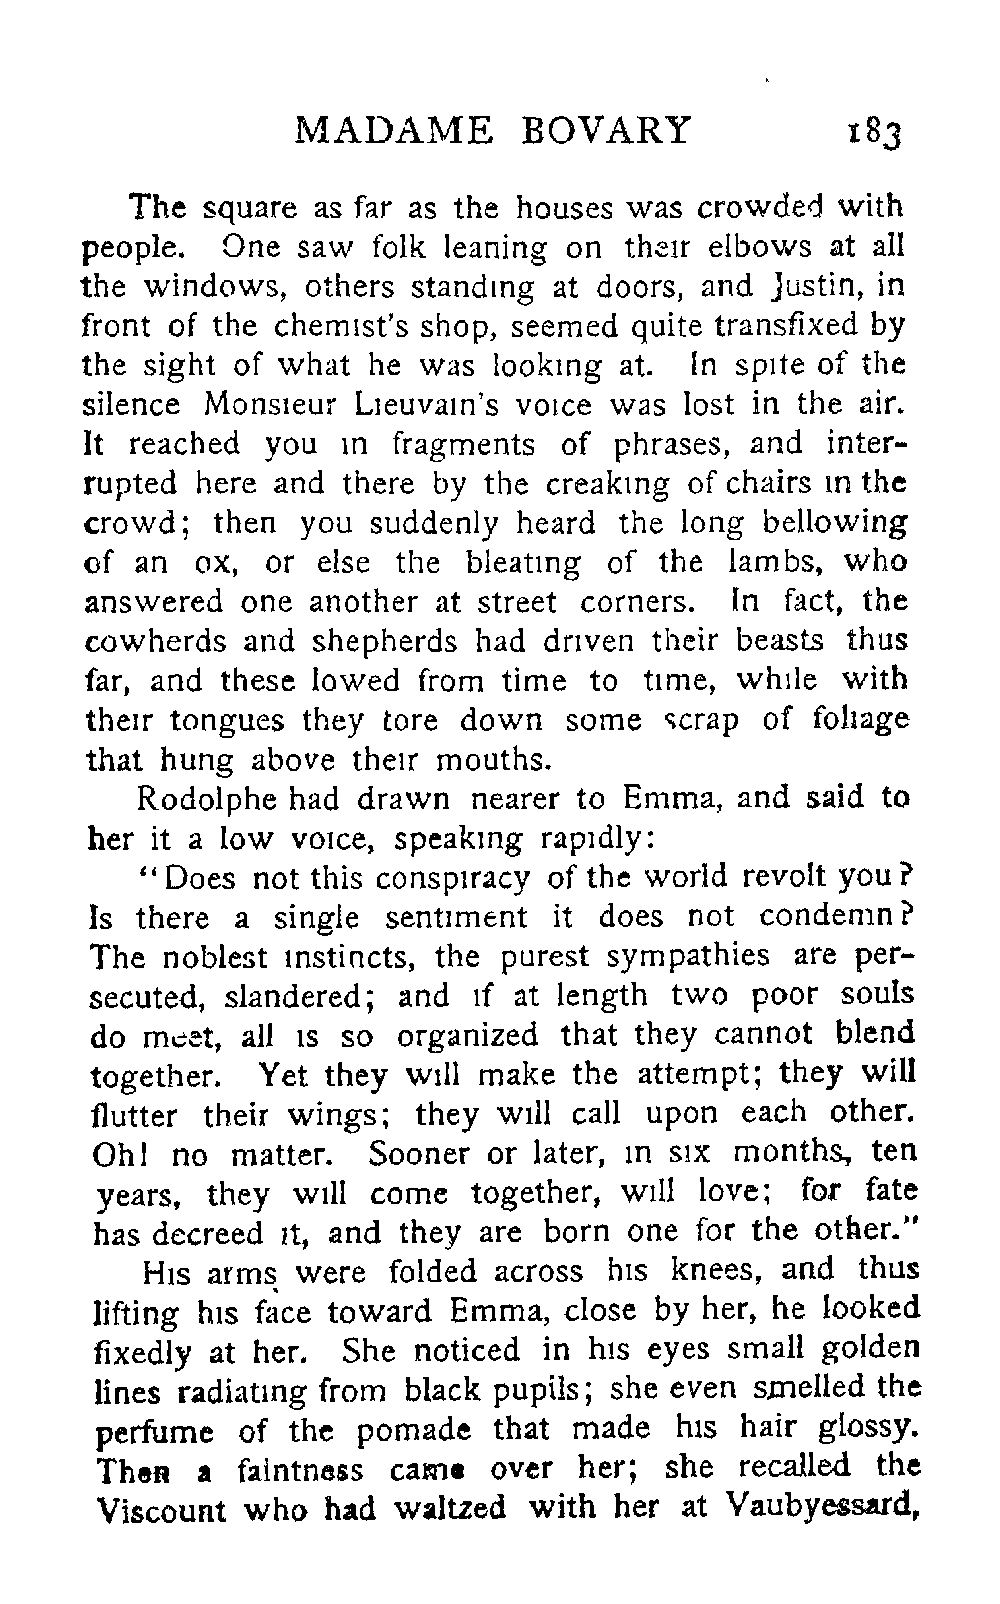 MADAME BOVARY 183
The square as far as the houses was crowded with
people. One saw folk leaning on their elbows at all
the windows, others standing at doors, and Justin, in
front of the chemist's shop, seemed quite transfixed by
the sight of what he was looking at. In spite of the
silence Monsieur Lieuvain's voice was lost in the air.
It reached you in fragments of phrases, and inter-
rupted here and there by the creaking of chairs in the
crowd; then you suddenly heard the long bellowing
of an ox, or else the bleating of the lambs, who
answered one another at street corners. In fact, the
cowherds and shepherds had driven their beasts thus
far, and these lowed from time to time, while with
their tongues they tore down some scrap of foliage
that hung above their mouths.
Rodolphe had drawn nearer to Emma, and said to
her it a low voice, speaking rapidly:
"Does not this conspiracy of the world revolt you?
Is there a single sentiment it does not condemn?
The noblest instincts, the purest sympathies are per-
secuted, slandered; and if at length two poor souls
do meet, all is so organized that they cannot blend
together. Yet they will make the attempt; they will
flutter their wings; they will call upon each other.
Oh! no matter. Sooner or later, in six months, ten
years, they will come together, will love; for fate
has decreed it, and they are born one for the other."
His arms were folded across his knees, and thus
lifting his face toward Emma, close by her, he looked
fixedly at her. She noticed in his eyes small golden
lines radiating from black pupils; she even smelled the
perfume of the pomade that made his hair glossy.
Then a faintness came over her; she recalled the
Viscount who had waltzed with her at Vaubyessard,